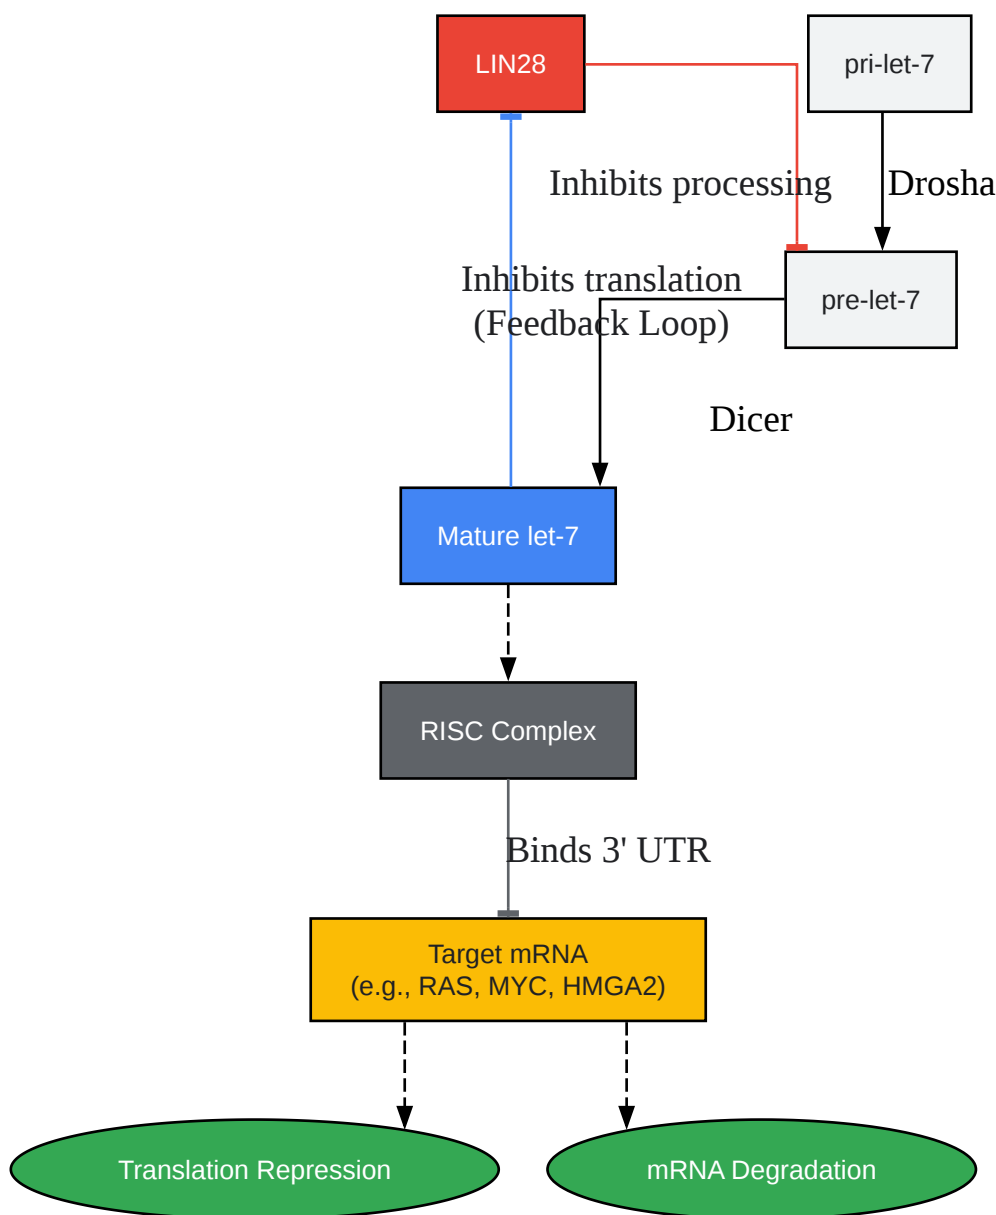 LIN28
pri-let-7
Inhibits processing
Drosha
Inhibits translation
(Feedback Loop)
pre-let-7
Dicer
Mature let-7
RISC Complex
Binds 3' UTR
Target mRNA
(e.g., RAS, MYC, HMGA2)
Translation Repression
mRNA Degradation